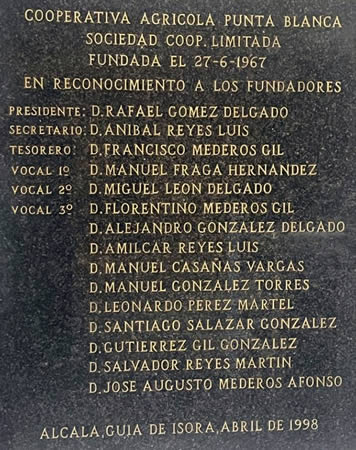 COOPERATIVA AGRICOLA PUNTA BLANCA
SOCIEDAD COOP. LIMITADA
FUNDADA EL 27-6-1967
EN RECONOCIMIENTO A LOS FUNDADORES
PRESIDENTE: D. RAFAEL GOMEZ DELGADO
SECRETARIO: D. ANIBAL REYES LUIS
TESORERO: D. FRANCISCO MEDEROS GIL
VOCAL 1º D. MANUEL FRAGA HERNANDEZ
VOCAL 2º D. MIGUEL LEON DELGADO
VOCAL 3º D. FLORENTIÑO MEDEROS GIL
D. ALEJANDRO GONZALEZ DELGADO
D. AMILCAR REYES LUIS
D. MANUEL CASAÑAS VARGAS
D. MANUEL GONZALEZ TORRES
D. LEONARDO PEREZ MARTEL
D. SANTIAGO SALAZAR GONZALEZ
D. GUTIERREZ GIL GONZALEZ
D. SALVADOR REYES MARTIN
D. JOSE AUGUSTO MEDEROS AFONSO
ALCALA, GUIA DE ISORA, ABRIL DE 1998